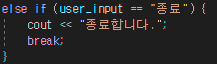 else if (user_input == "종료") {
cout << "종료합니다.";
break;
}